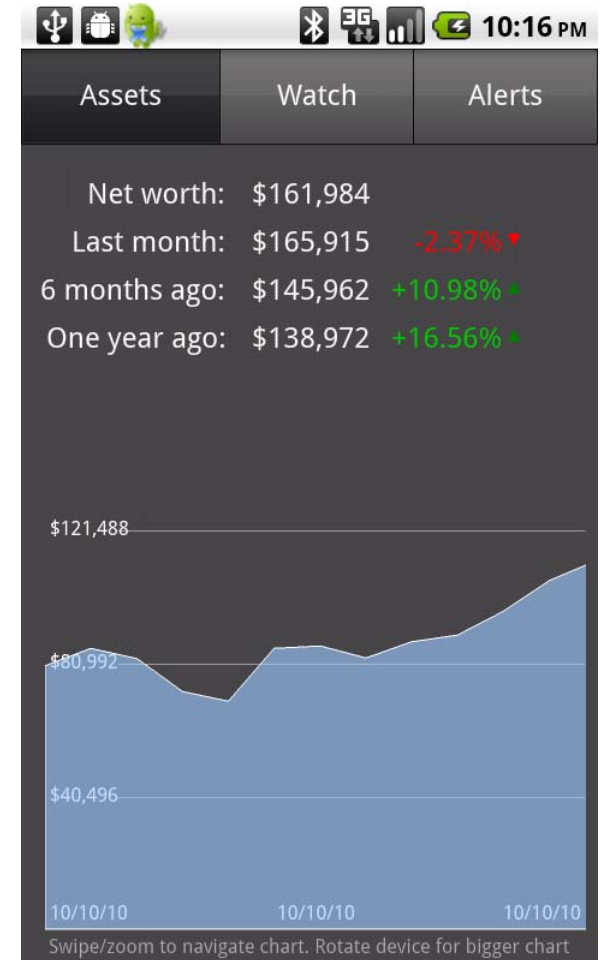 3G 10:16 PM
Assets Watch Alerts
Net worth: $161,984
Last month: $165,915 -2.37%
6 months ago: $145,962 +10.98%
One year ago: $138,972 +16.56%
$121,488
$80,992
$40,496
10/10/10 10/10/10 10/10/10
Swipe/zoom to navigate chart. Rotate device for bigger chart